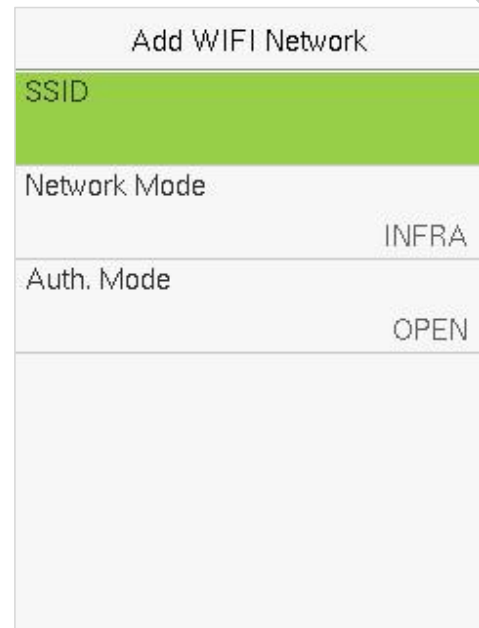 Add WIFI Network
SSID
Network Mode
INFRA
Auth. Mode
OPEN